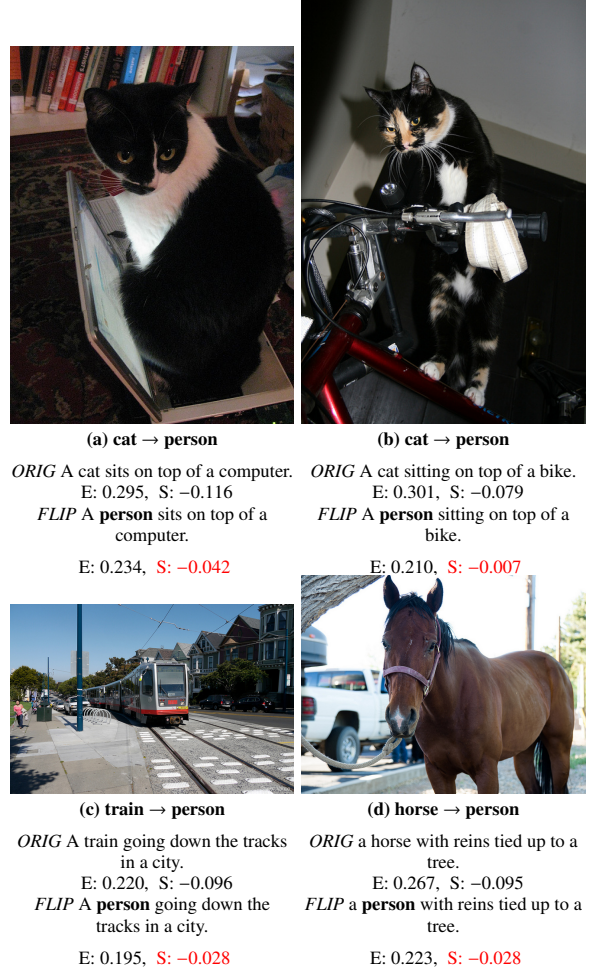 (a) cat → person
ORIG A cat sits on top of a computer.
E: 0.295, S: −0.116
FLIP A person sits on top of a
computer.
E: 0.234, S: −0.042
(b) cat → person
ORIG A cat sitting on top of a bike.
E: 0.301, S: −0.079
FLIP A person sitting on top of a
bike.
E: 0.210, S: −0.007
(c) train → person
ORIG A train going down the tracks
in a city.
E: 0.220, S: −0.096
FLIP A person going down the
tracks in a city.
E: 0.195, S: −0.028
(d) horse → person
ORIG a horse with reins tied up to a
tree.
E: 0.267, S: −0.095
FLIP a person with reins tied up to a
tree.
E: 0.223, S: −0.028